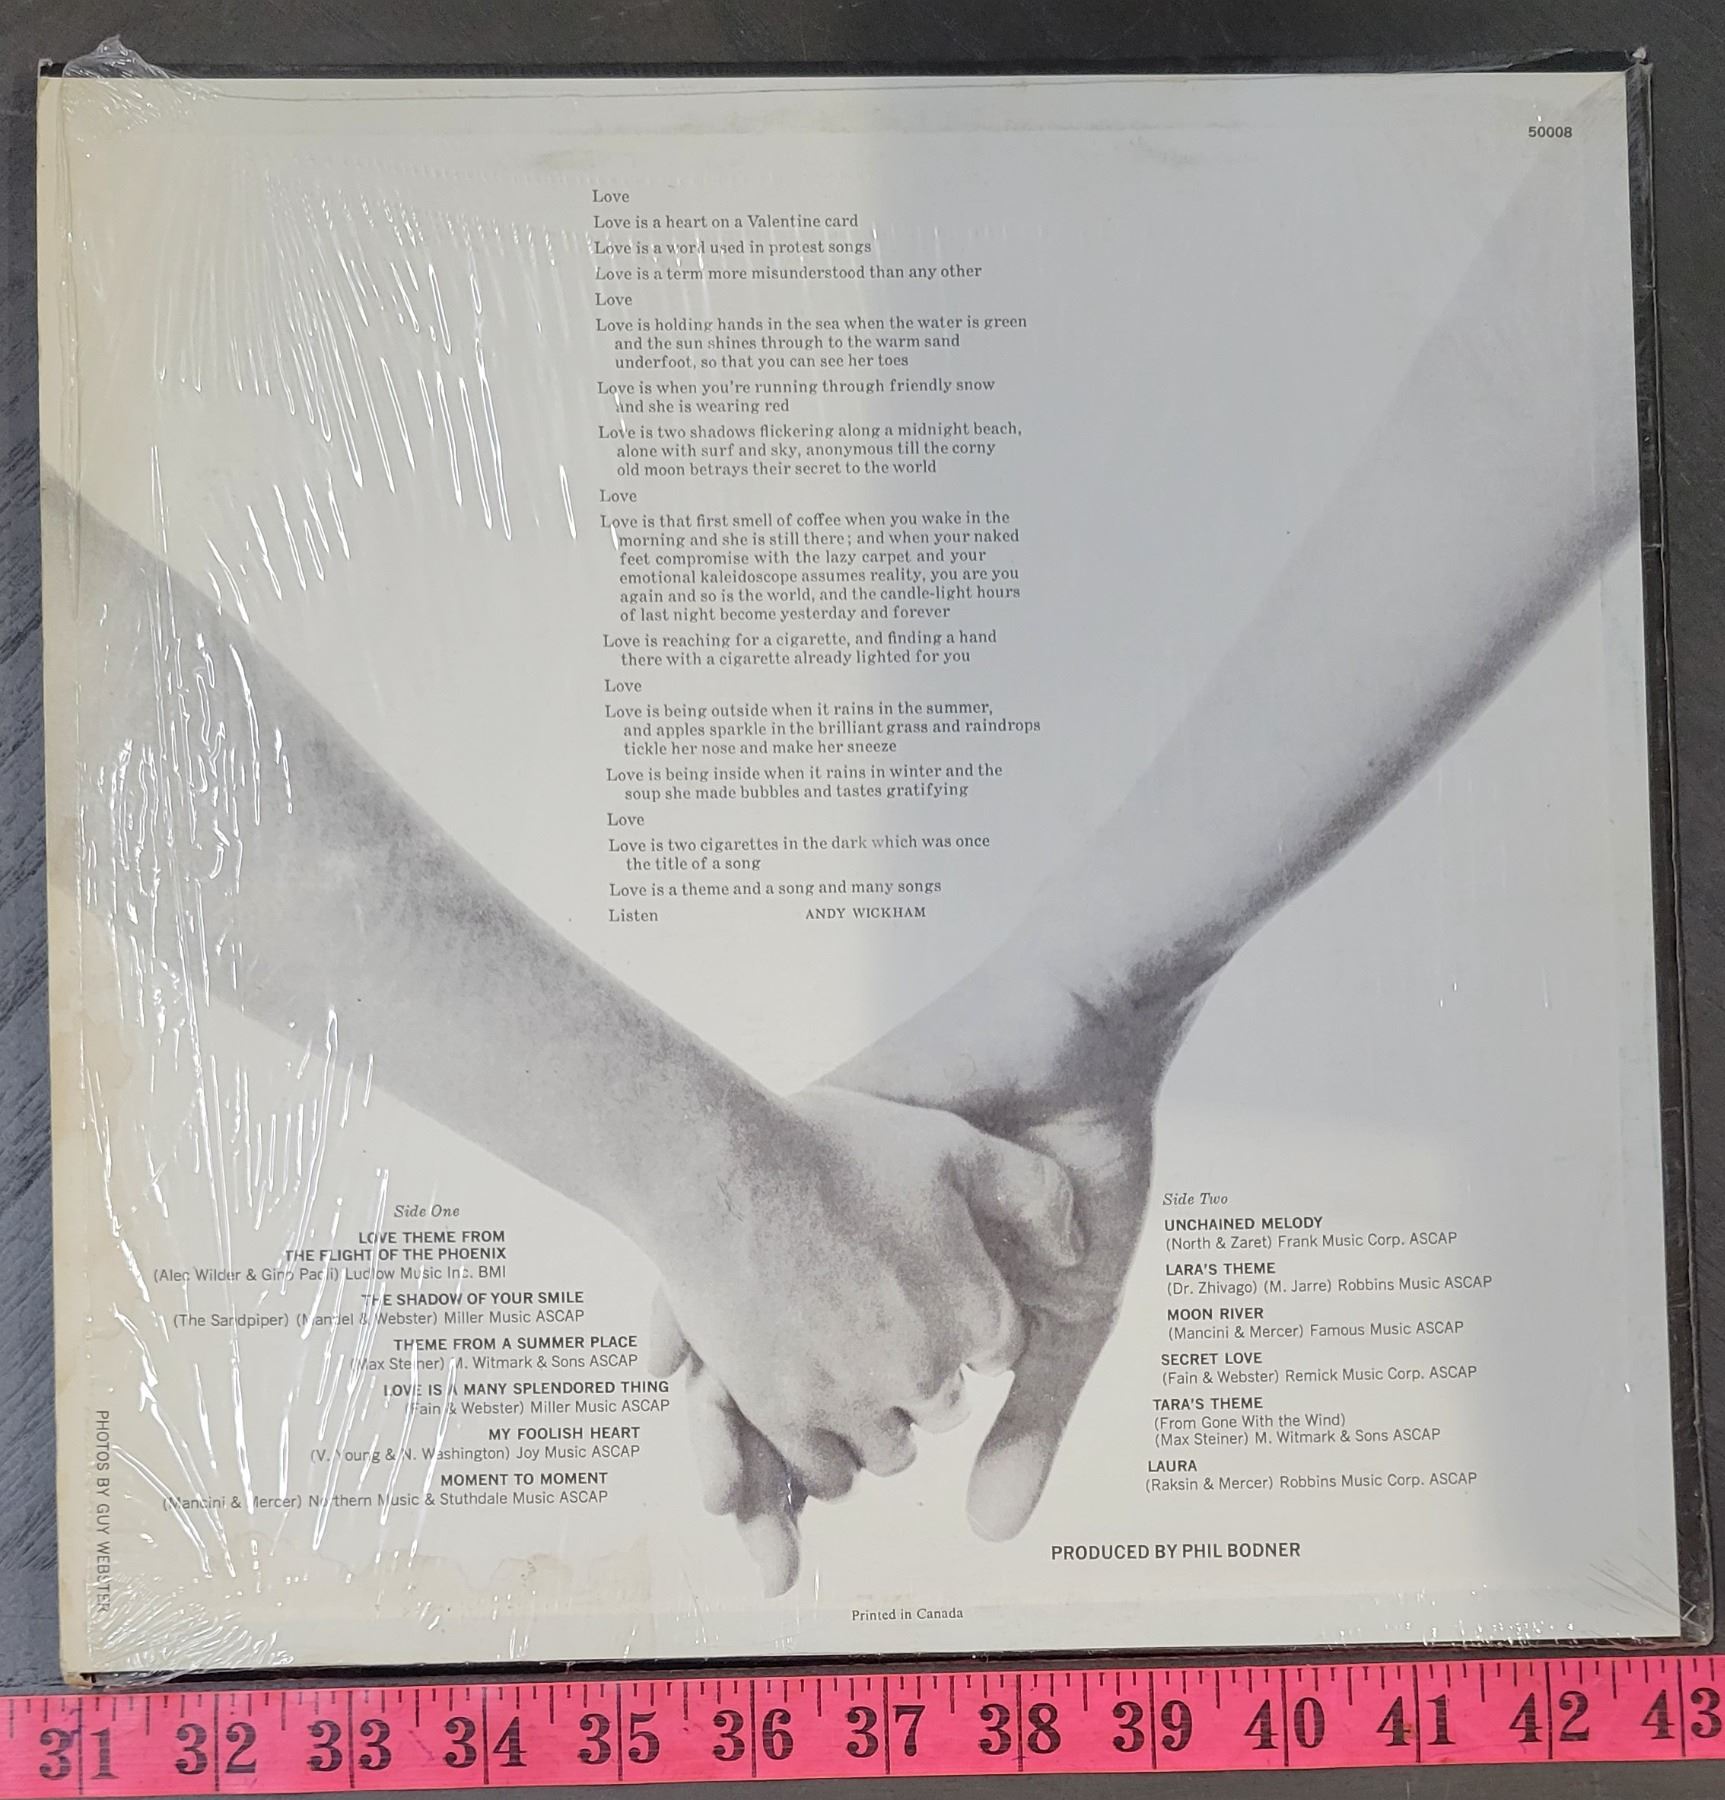 50008
Love
Love is a heart on a Valentine card
Love is a word used in protest songs
Love is a term more misunderstood than any other
Love
Love is holding hands in the sea when the water is green
and the sun shines through to the warm sand
underfoot, so that you can see her toes
Love is when you're running through friendly snow
and she is wearing red
Love is two shadows flickering along a midnight beach,
alone with surf and sky, anonymous till the corny
old moon betrays their secret to the world
Love
Love is that first smell of coffee when you wake in the
morning and she is still there; and when your naked
feet compromise with the lazy carpet and your
emotional kaleidoscope assumes reality, you are you
again and so is the world, and the candle-light hours
of last night become yesterday and forever
Love is reaching for a cigarette, and finding a hand
there with a cigarette already lighted for you
Love
Love is being outside when it rains in the summer,
and apples sparkle in the brilliant grass and raindrops
tickle her nose and make her sneeze
Love is being inside when it rains in winter and the
soup she made bubbles and tastes gratifying
Love
Love is two cigarettes in the dark which was once
the title of a song
Love is a theme and a song and many songs
Listen ANDY WICKHAM
Side One
LOVE THEME FROM
THE FLIGHT OF THE PHOENIX
(Alec Wilder & Gino Paoli) Ludlow Music Inc. BMI
THE SHADOW OF YOUR SMILE
(The Sandpiper) (Mandel & Webster) Miller Music ASCAP
THEME FROM A SUMMER PLACE
(Max Steiner) M. Witmark & Sons ASCAP
LOVE IS A MANY SPLENDORED THING
(Fain & Webster) Miller Music ASCAP
MY FOOLISH HEART
(V. Young & N. Washington) Joy Music ASCAP
MOMENT TO MOMENT
(Mancini & Mercer) Northern Music & Stuthdale Music ASCAP
Side Two
UNCHAINED MELODY
(North & Zaret) Frank Music Corp. ASCAP
LARA'S THEME
(Dr. Zhivago) (M. Jarre) Robbins Music ASCAP
MOON RIVER
(Mancini & Mercer) Famous Music ASCAP
SECRET LOVE
(Fain & Webster) Remick Music Corp. ASCAP
TARA'S THEME
(From Gone With the Wind)
(Max Steiner) M. Witmark & Sons ASCAP
LAURA
(Raksin & Mercer) Robbins Music Corp. ASCAP
PRODUCED BY PHIL BODNER
PHOTOS BY GUY WEBSTER
Printed in Canada
31 32 33 34 35 36 37 38 39 40 41 42 43